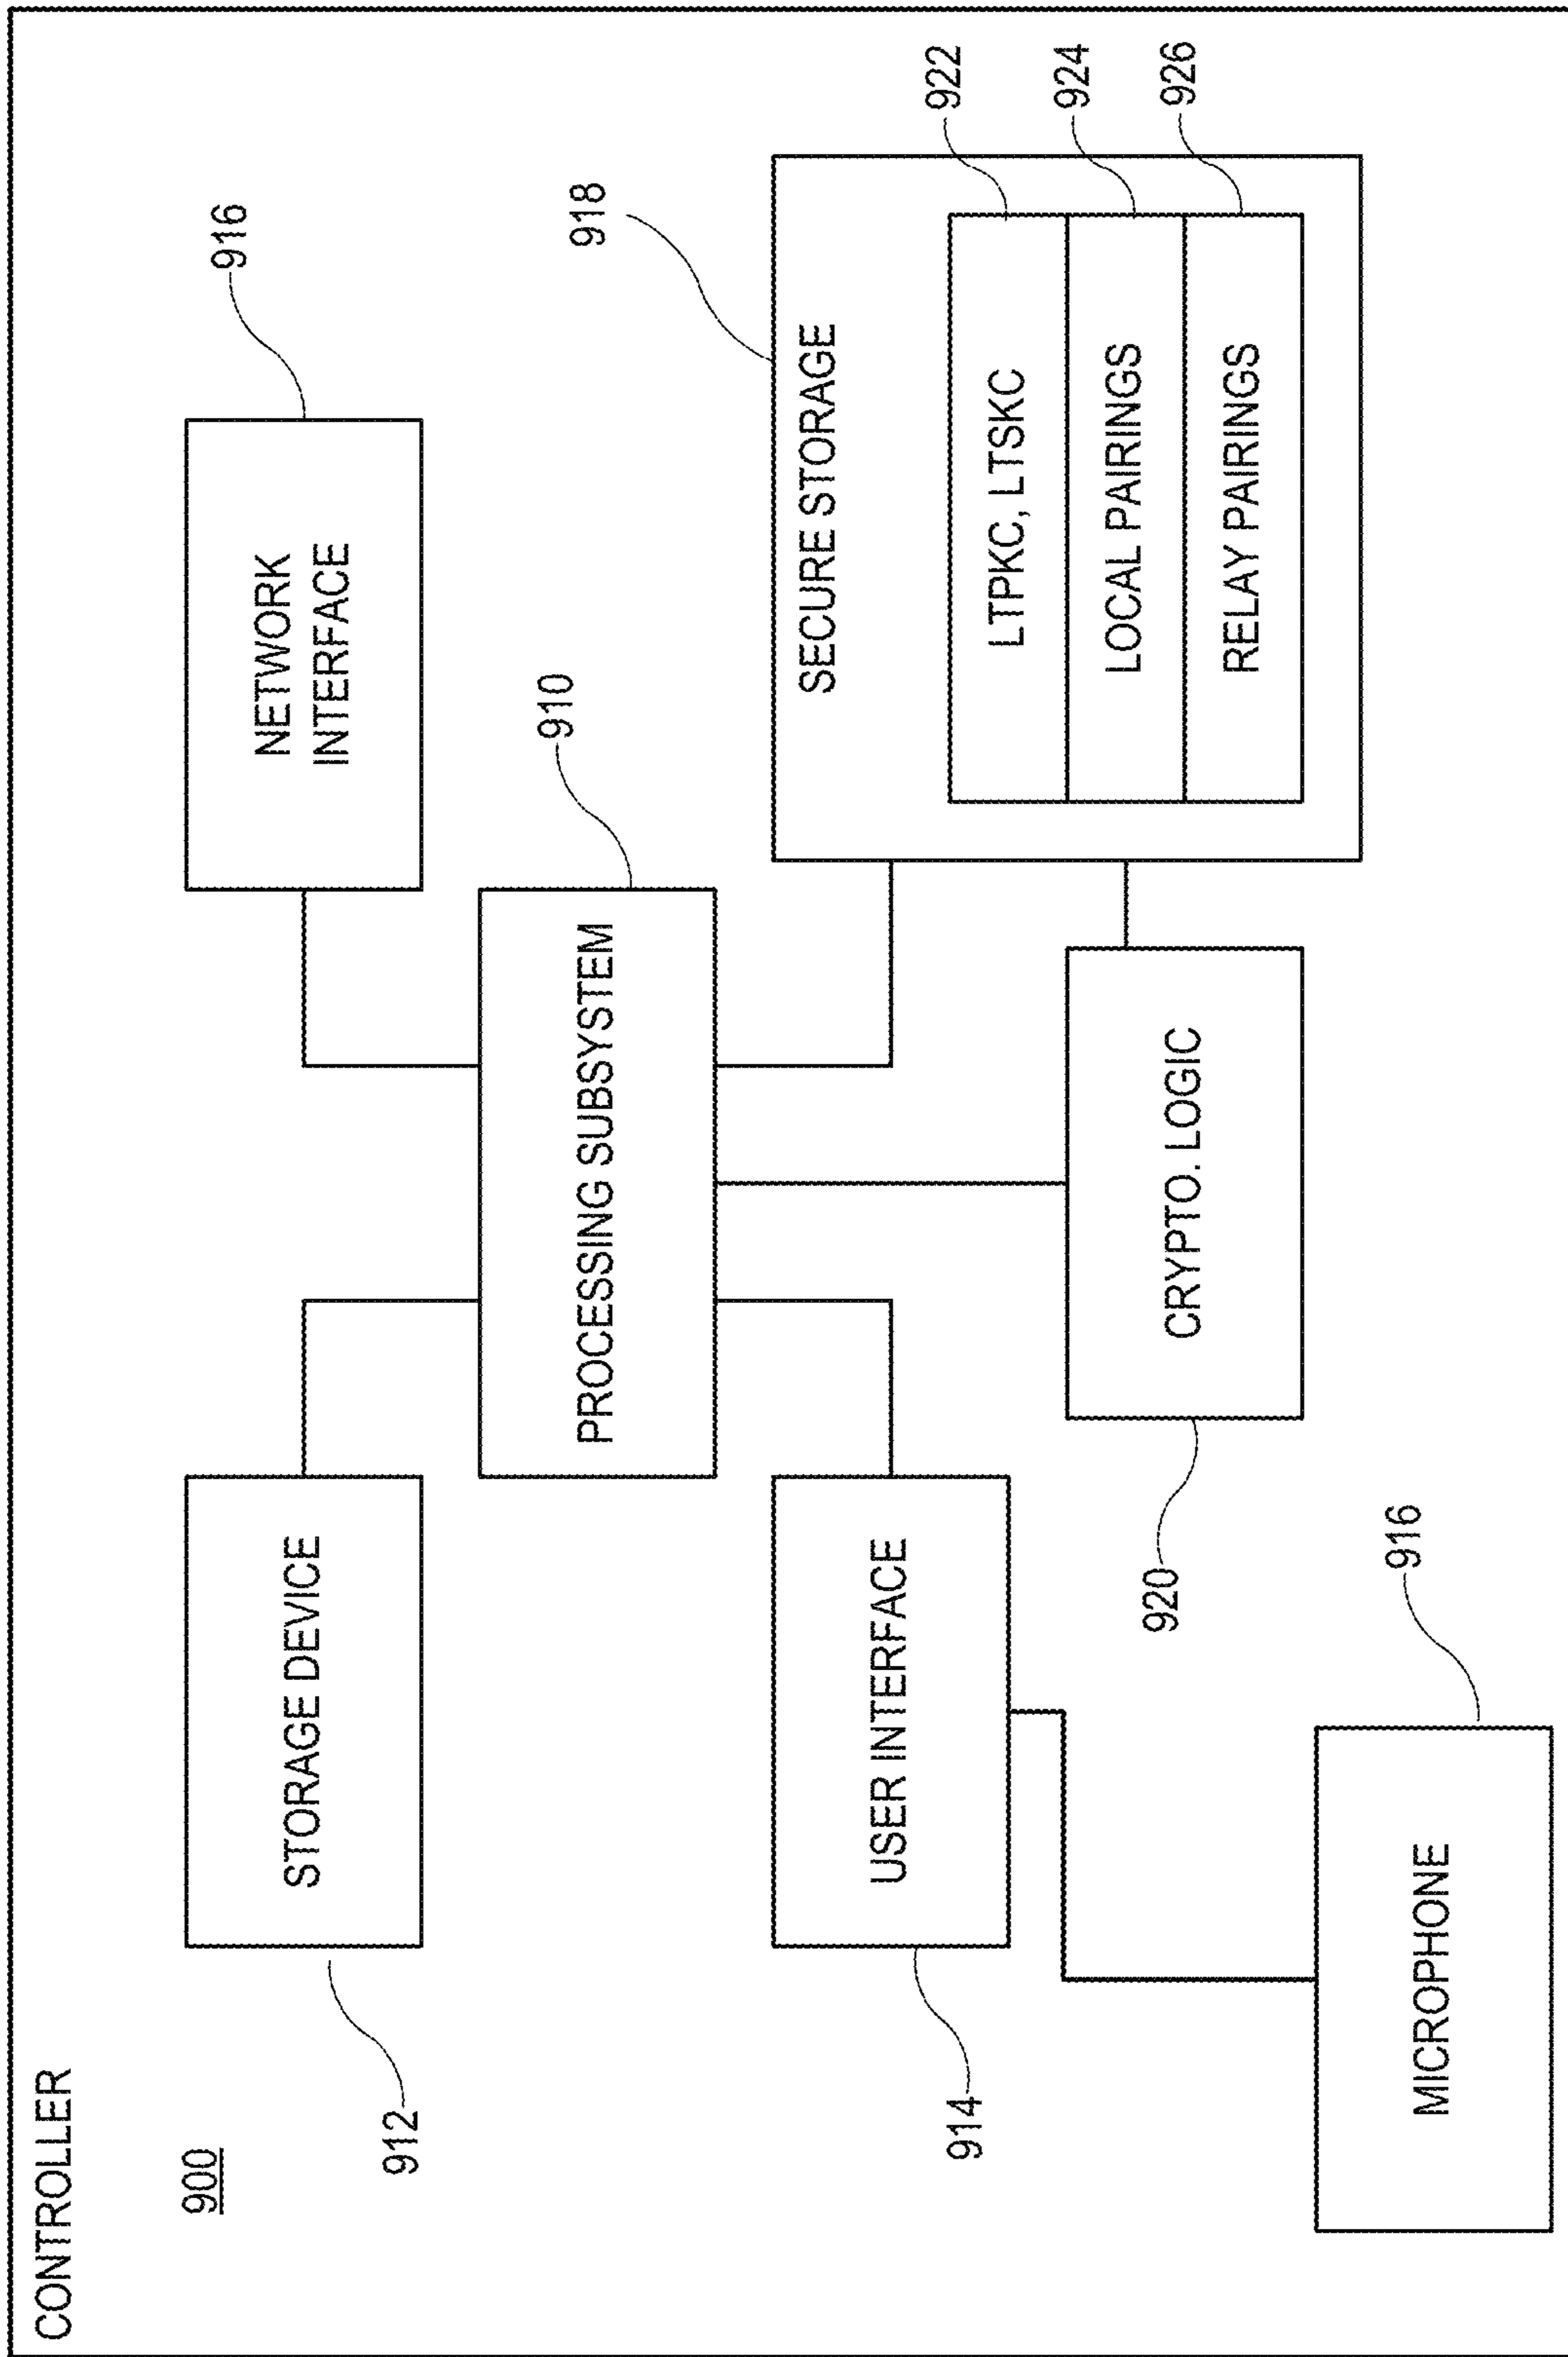 CONTROLLER
900
STORAGE DEVICE
912
NETWORK
INTERFACE
916
PROCESSING SUBSYSTEM
910
USER INTERFACE
914
SECURE STORAGE
918
LTPKC, LTSKC
922
LOCAL PAIRINGS
924
RELAY PAIRINGS
926
CRYPTO. LOGIC
920
MICROPHONE
916